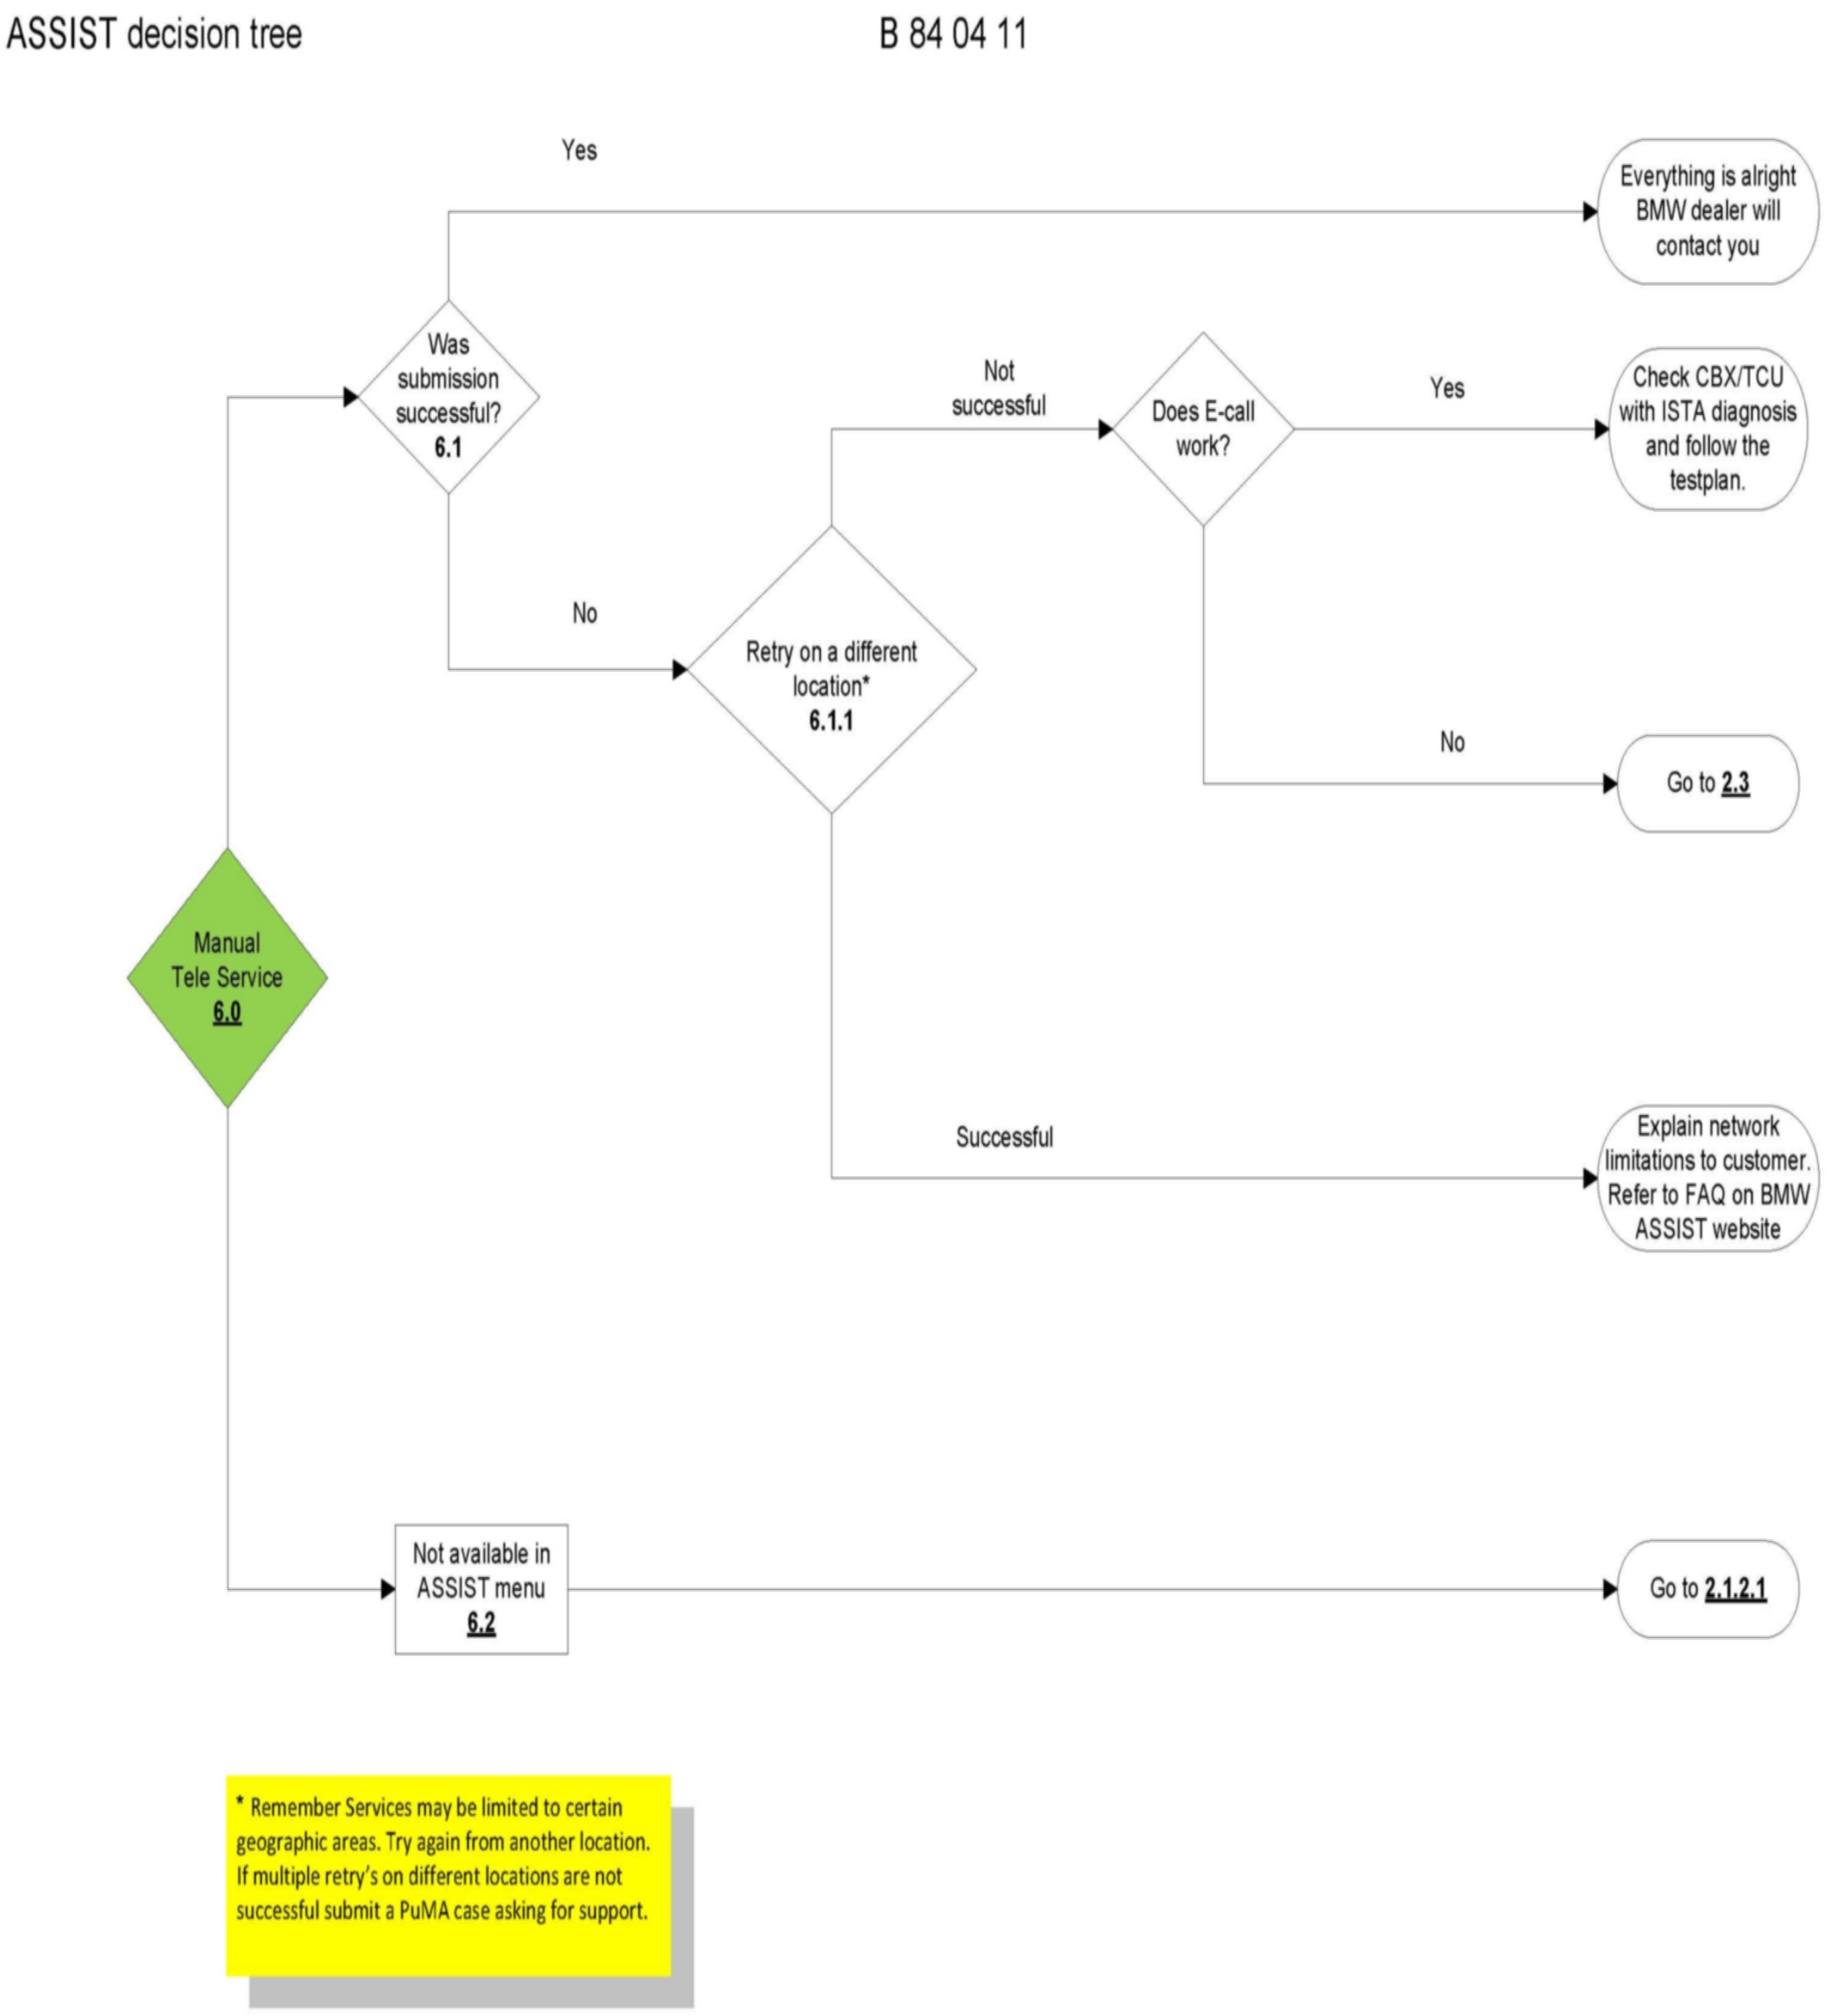 ASSIST decision tree
B 84 04 11
Yes
Everything is alright
BMW dealer will
contact you
Was
submission
successful?
6.1
Not
successful
Does E-call
work?
Yes
Check CBX/TCU
with ISTA diagnosis
and follow the
testplan.
No
Retry on a different
location*
6.1.1
No
Go to 2.3
Manual
Tele Service
6.0
Successful
Explain network
limitations to customer.
Refer to FAQ on BMW
ASSIST website
Not available in
ASSIST menu
6.2
Go to 2.1.2.1
* Remember Services may be limited to certain
geographic areas. Try again from another location.
If multiple retry's on different locations are not
successful submit a PuMA case asking for support.